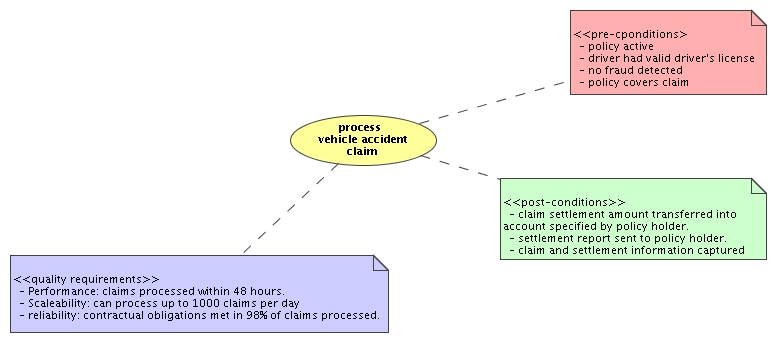 <<pre-cponditions>
- policy active
- driver had valid driver's license
- no fraud detected
- policy covers claim
process
vehicle accident
claim
<<post-conditions>>
- claim settlement amount transferred into
account specified by policy holder.
- settlement report sent to policy holder.
- claim and settlement information captured
<<quality requirements>>
- Performance: claims processed within 48 hours.
- Scaleability: can process up to 1000 claims per day
- reliability: contractual obligations met in 98% of claims processed.